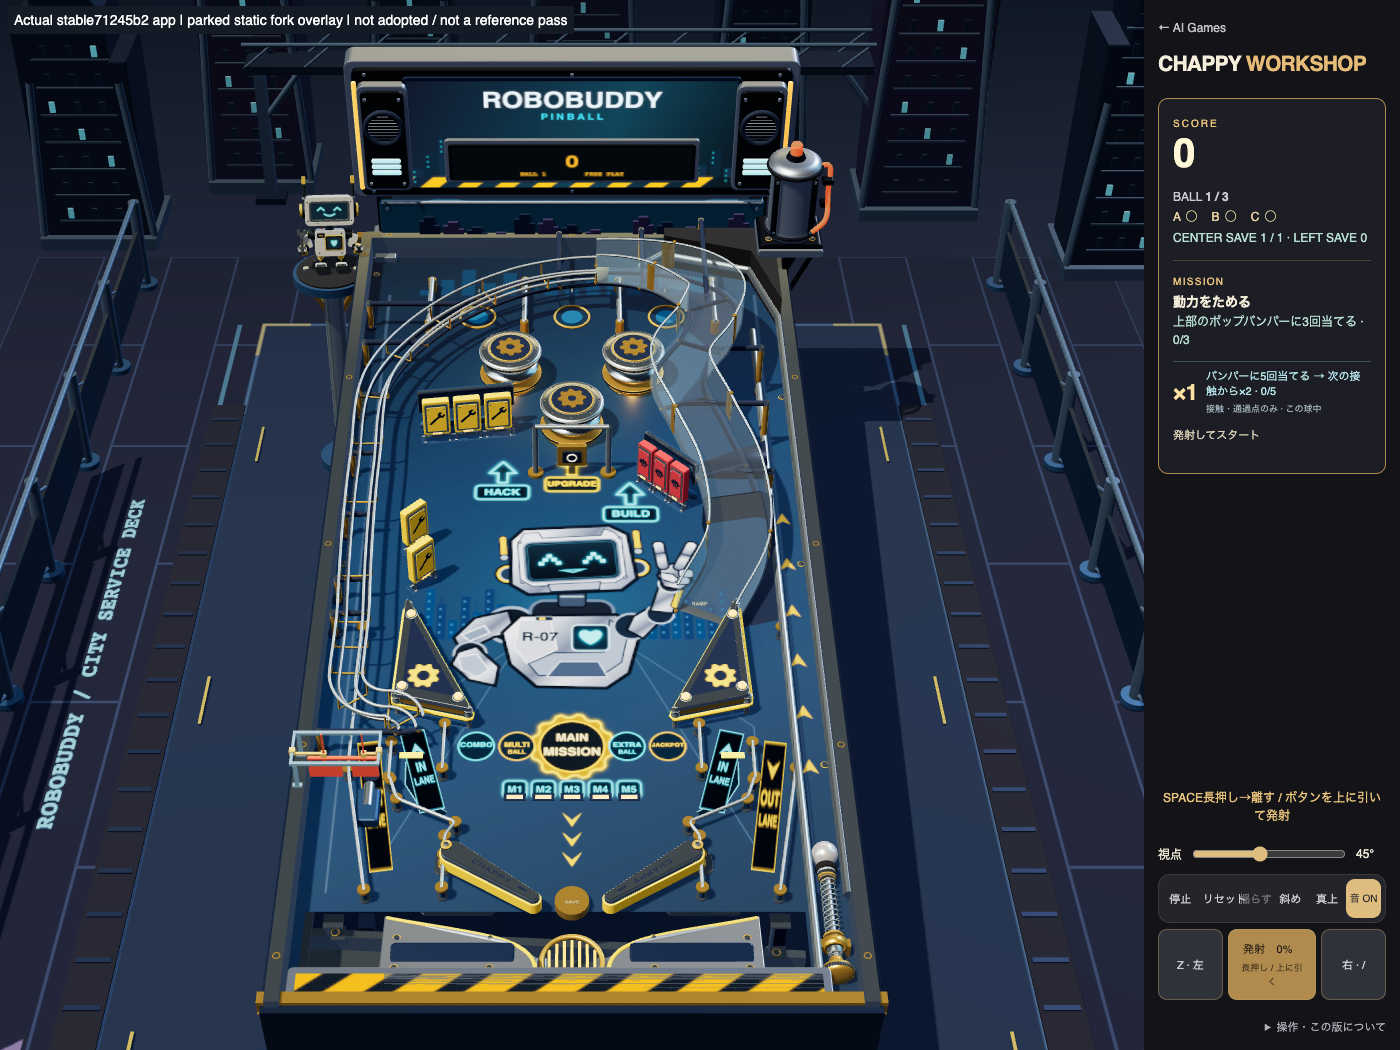 Actual stable71245b2 app | parked static fork overlay | not adopted / not a reference pass
ROBOBUDDY
PINBALL
0
BALL 1 FREE PLAY
HACK
UPGRADE
BUILD
RAMP
R-07
IN
LANE
COMBO
MULTI
BALL
MAIN
MISSION
EXTRA
BALL
JACKPOT
IN
LANE
OUT
LANE
M1 M2 M3 M4 M5
SAVE
ROBOBUDDY / CITY SERVICE DECK
← AI Games
CHAPPY WORKSHOP
SCORE
0
BALL 1 / 3
A B C
CENTER SAVE 1 / 1 · LEFT SAVE 0
MISSION
動力をためる
上部のポップバンパーに3回当てる ·
0/3
×1
バンパーに5回当てる → 次の接
触から×2 · 0/5
接触・通過点のみ・この球中
発射してスタート
SPACE長押し→離す / ボタンを上に引い
て発射
視点 45°
停止 リセット 揺らす 斜め 真上 音 ON
Z · 左
発射 0%
長押し / 上に引
く
右 · /
▶ 操作・この版について